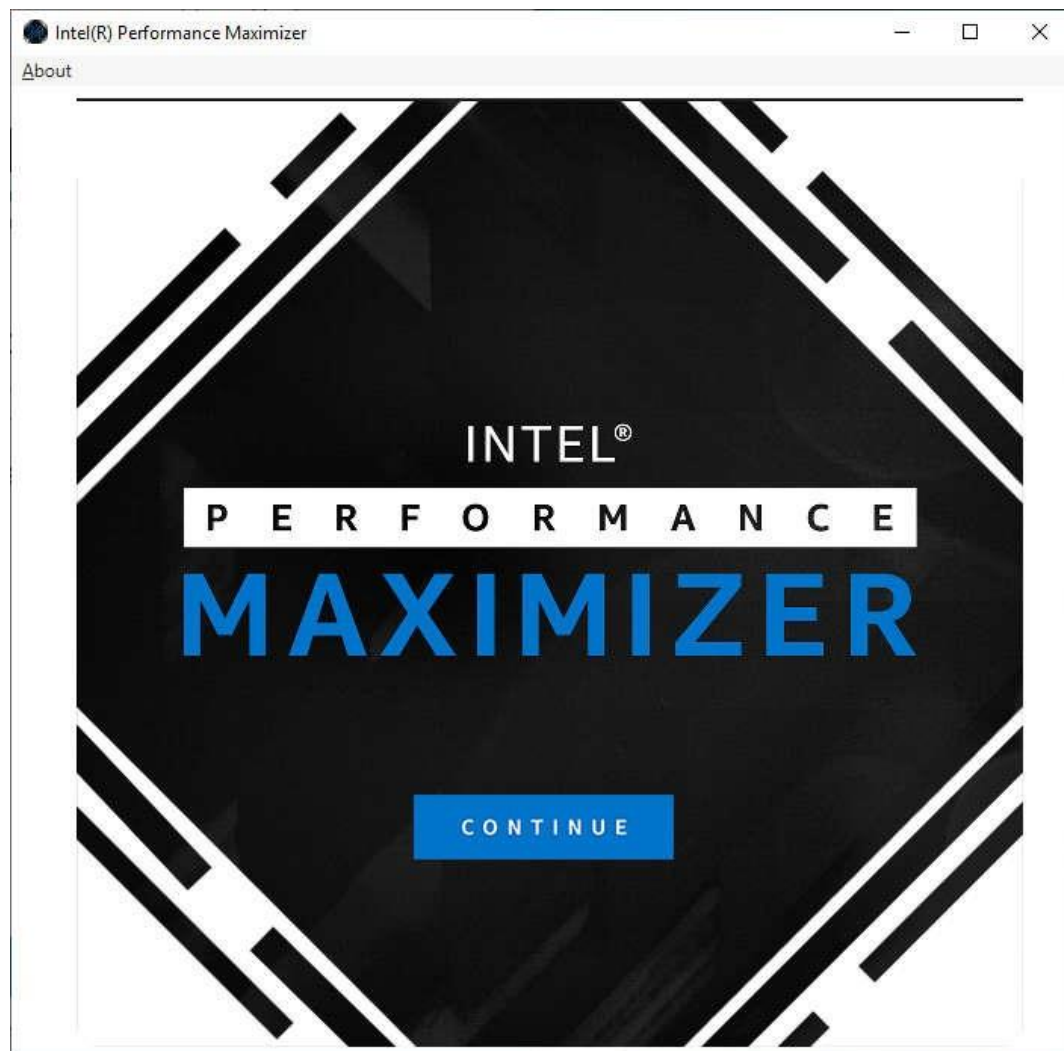 Intel(R) Performance Maximizer
About
INTEL®
PERFORMANCE
MAXIMIZER
CONTINUE